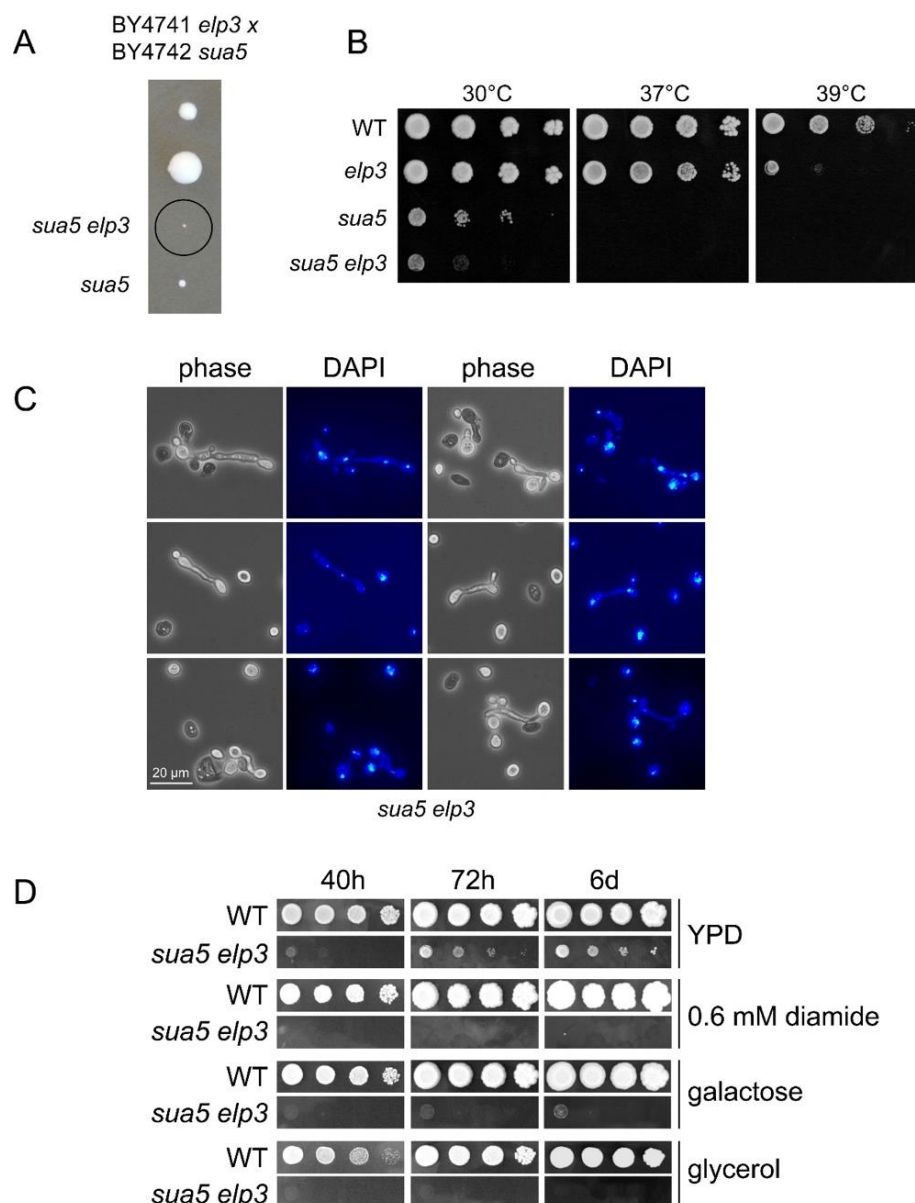 A
BY4741 elp3 x
BY4742 sua5
sua5 elp3
sua5
B
30°C 37°C 39°C
WT
elp3
sua5
sua5 elp3
C
phase DAPI phase DAPI
20 µm
sua5 elp3
D
40h 72h 6d
WT
sua5 elp3
YPD
WT
sua5 elp3
0.6 mM diamide
WT
sua5 elp3
galactose
WT
sua5 elp3
glycerol